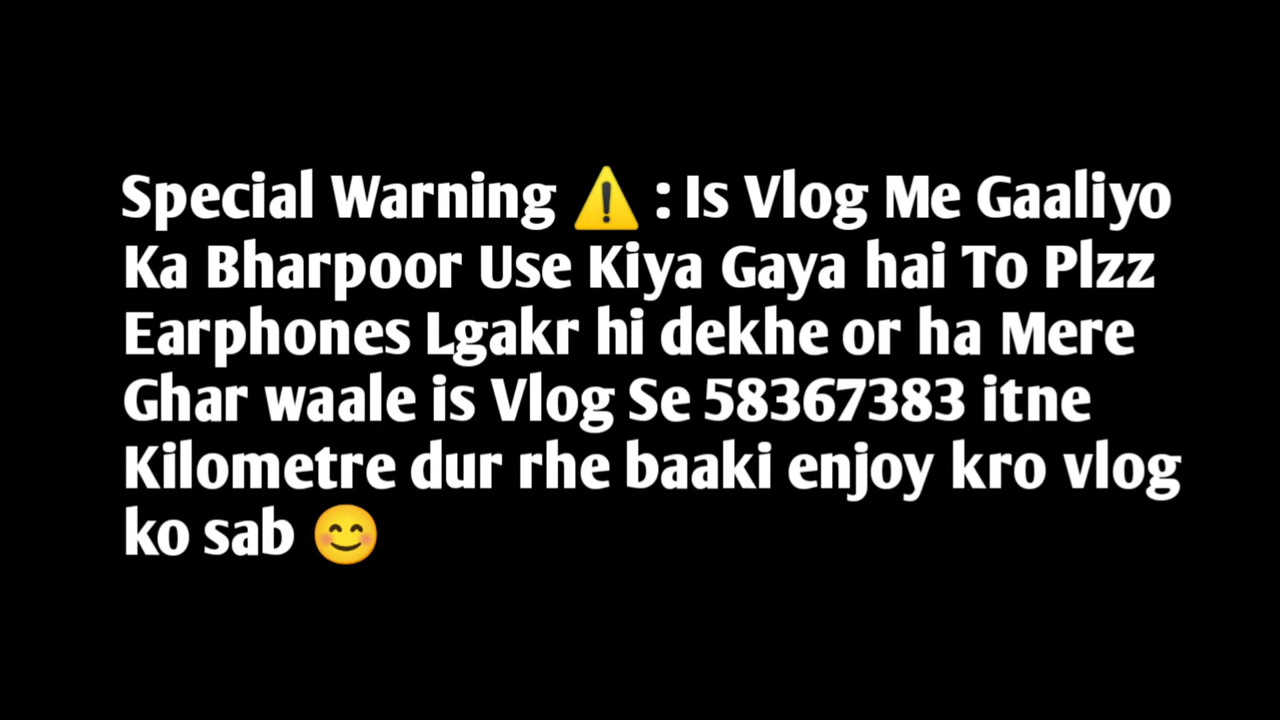 Special Warning ⚠️ : Is Vlog Me Gaaliyo
Ka Bharpoor Use Kiya Gaya hai To Plzz
Earphones Lgakr hi dekhe or ha Mere
Ghar waale is Vlog Se 58367383 itne
Kilometre dur rhe baaki enjoy kro vlog
ko sab 😊